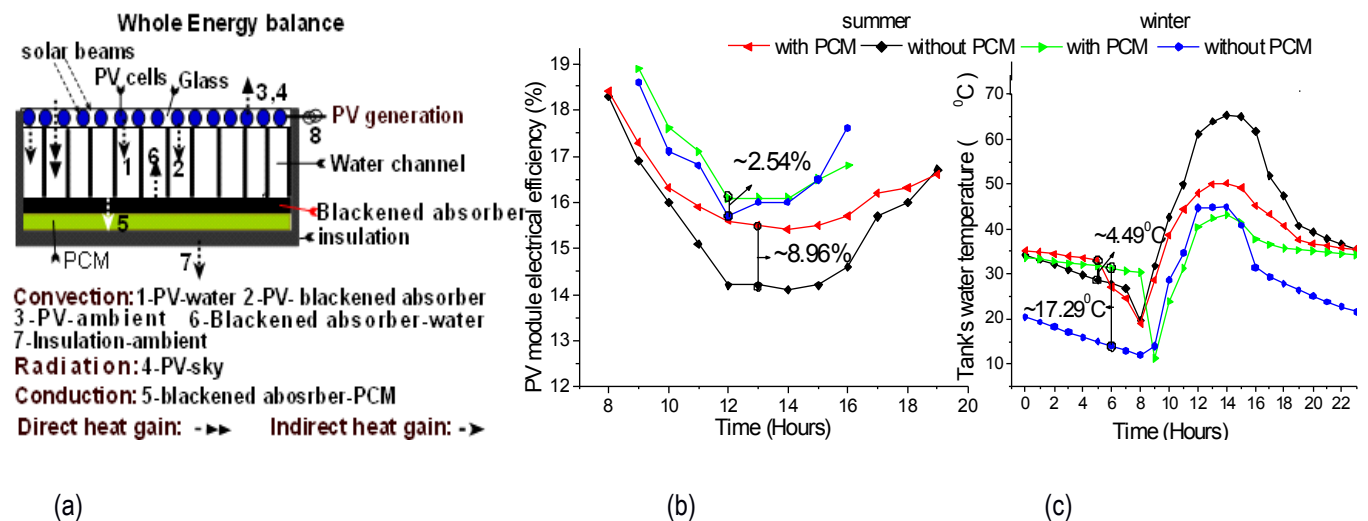 Whole Energy balance
solar beams
PV cells
Glass
3,4
PV generation
8
1
6
2
Water channel
Blackened absorber
5
insulation
PCM
7
Convection: 1-PV-water 2-PV- blackened absorber
3-PV-ambient 6-Blackened absorber-water
7-Insulation-ambient
Radiation: 4-PV-sky
Conduction: 5-blackened abosrber-PCM
Direct heat gain: Indirect heat gain:
(a)
summer winter
with PCM without PCM with PCM without PCM
PV module electrical efficiency (%)
19
18
17
16
15
14
13
12
~2.54%
~8.96%
8 10 12 14 16 18 20
Time (Hours)
(b)
Tank's water temperature (⁰C)
70
60
50
40
30
20
10
~4.49⁰C
~17.29⁰C
0 2 4 6 8 10 12 14 16 18 20 22
Time (Hours)
(c)